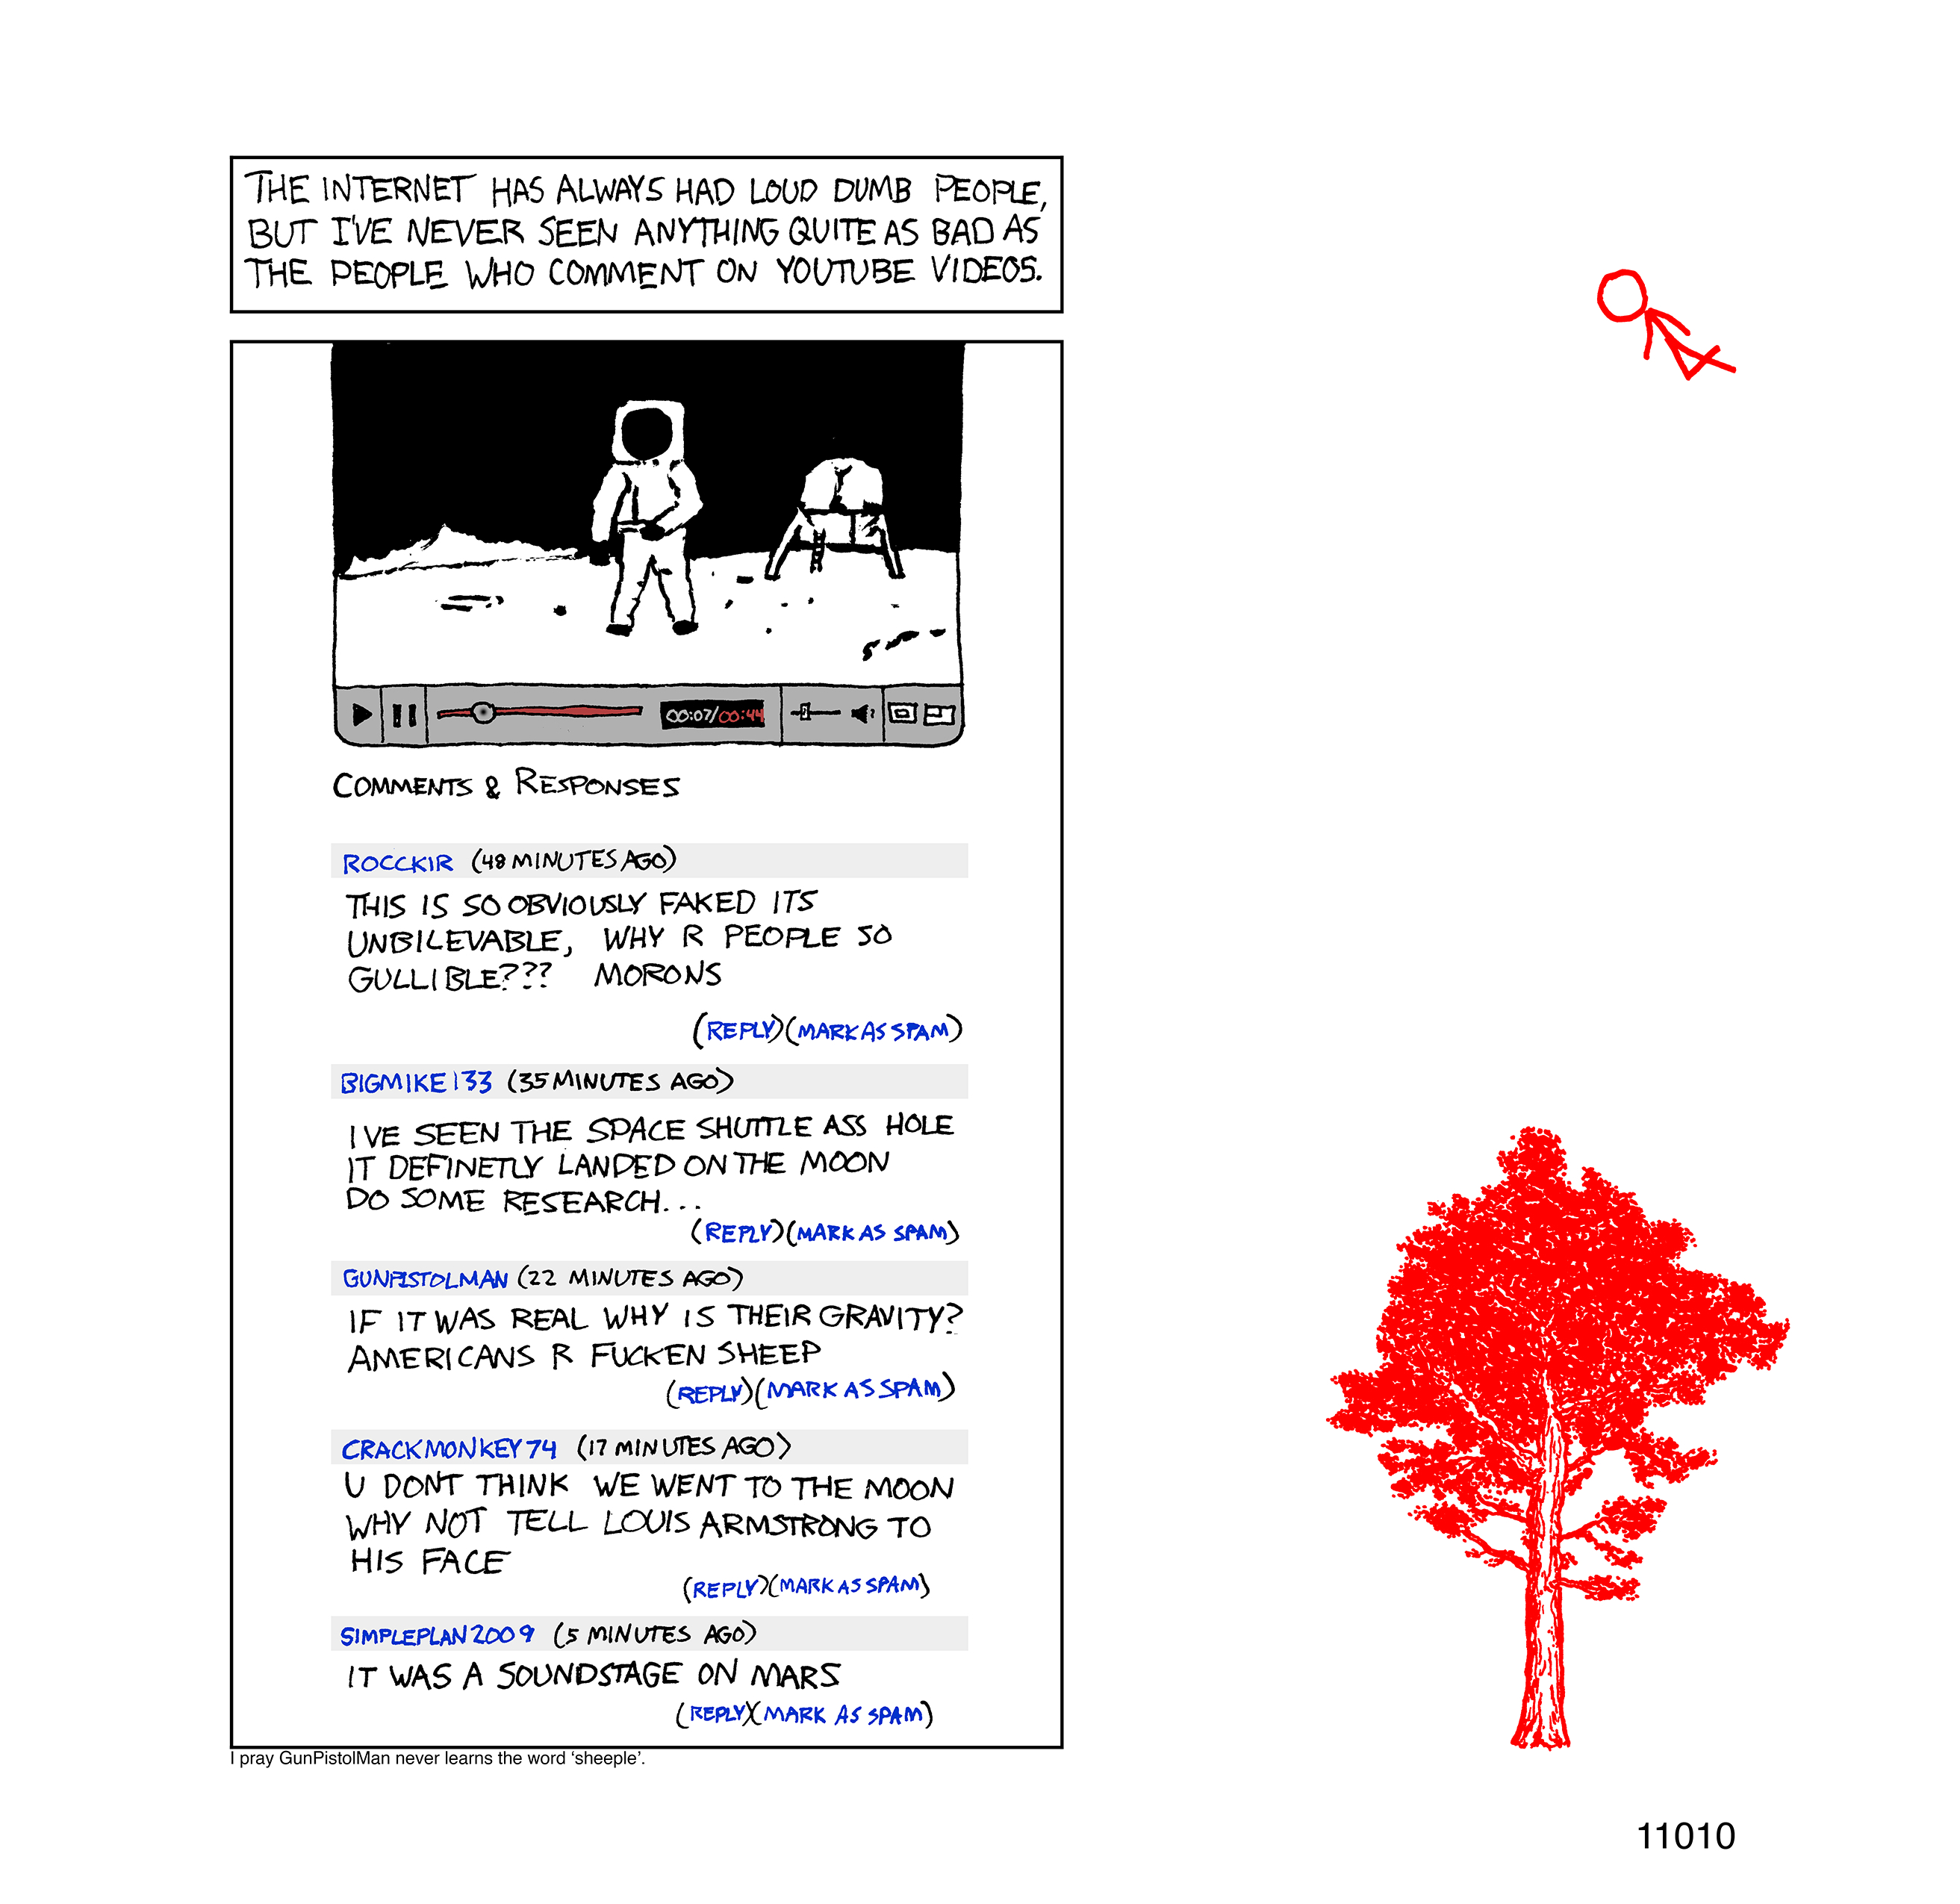 THE INTERNET HAS ALWAYS HAD LOUD DUMB PEOPLE,
BUT I'VE NEVER SEEN ANYTHING QUITE AS BAD AS
THE PEOPLE WHO COMMENT ON YOUTUBE VIDEOS.
00:07/00:44
COMMENTS & RESPONSES
ROCCKIR (48 MINUTES AGO)
THIS IS SO OBVIOUSLY FAKED ITS
UNBILEVABLE, WHY R PEOPLE SO
GULLIBLE??? MORONS
(REPLY)(MARK AS SPAM)
BIGMIKE133 (35 MINUTES AGO)
IVE SEEN THE SPACE SHUTTLE ASS HOLE
IT DEFINETLY LANDED ON THE MOON
DO SOME RESEARCH...
(REPLY)(MARK AS SPAM)
GUNPISTOLMAN (22 MINUTES AGO)
IF IT WAS REAL WHY IS THEIR GRAVITY?
AMERICANS R FUCKEN SHEEP
(REPLY)(MARK AS SPAM)
CRACKMONKEY74 (17 MINUTES AGO)
U DONT THINK WE WENT TO THE MOON
WHY NOT TELL LOUIS ARMSTRONG TO
HIS FACE
(REPLY)(MARK AS SPAM)
SIMPLEPLAN2009 (5 MINUTES AGO)
IT WAS A SOUNDSTAGE ON MARS
(REPLY)(MARK AS SPAM)
I pray GunPistolMan never learns the word ‘sheeple’.
11010